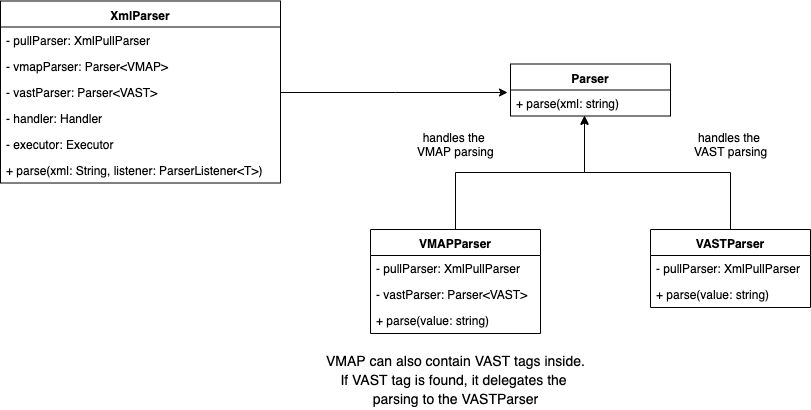 XmlParser
- pullParser: XmlPullParser
- vmapParser: Parser<VMAP>
- vastParser: Parser<VAST>
- handler: Handler
- executor: Executor
+ parse(xml: String, listener: ParserListener<T>)
Parser
+ parse(xml: string)
handles the
VMAP parsing
handles the
VAST parsing
VMAPParser
- pullParser: XmlPullParser
- vastParser: Parser<VAST>
+ parse(value: string)
VASTParser
- pullParser: XmlPullParser
+ parse(value: string)
VMAP can also contain VAST tags inside.
If VAST tag is found, it delegates the
parsing to the VASTParser